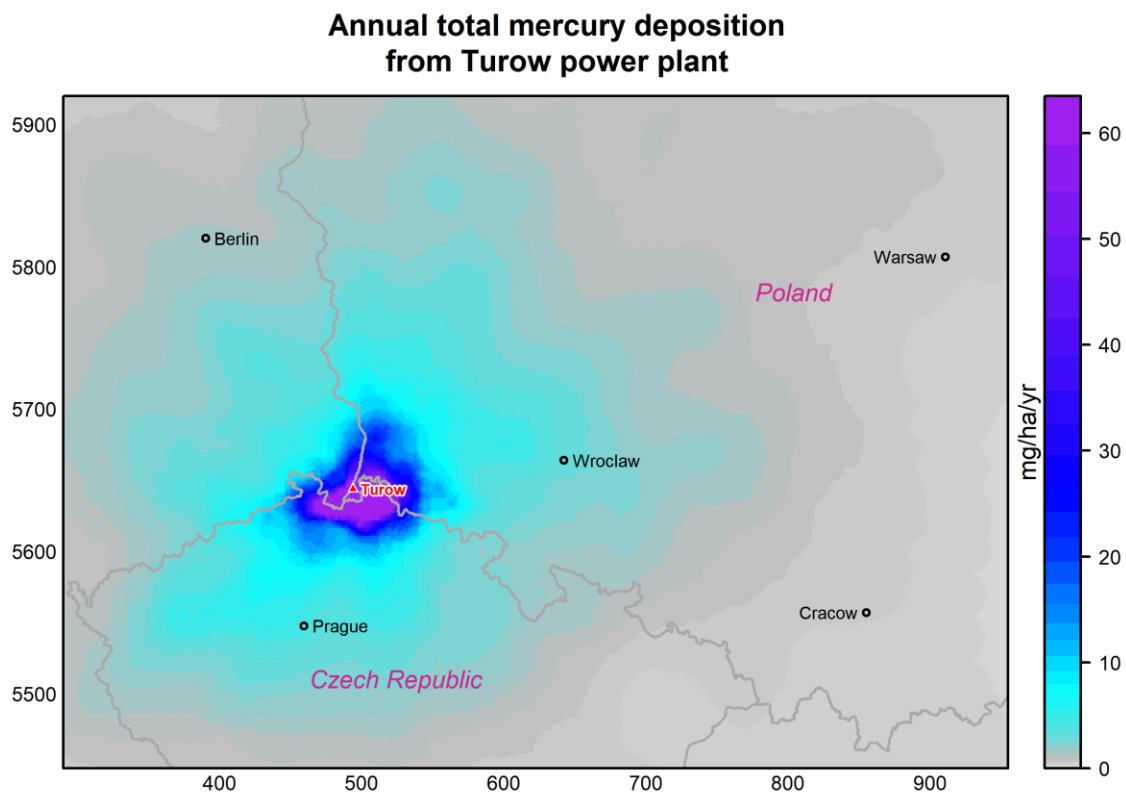 Annual total mercury deposition
from Turow power plant
5900
5800
5700
5600
5500
400
500
600
700
800
900
Berlin
Warsaw
Poland
Wroclaw
Turow
Cracow
Prague
Czech Republic
mg/ha/yr
60
50
40
30
20
10
0